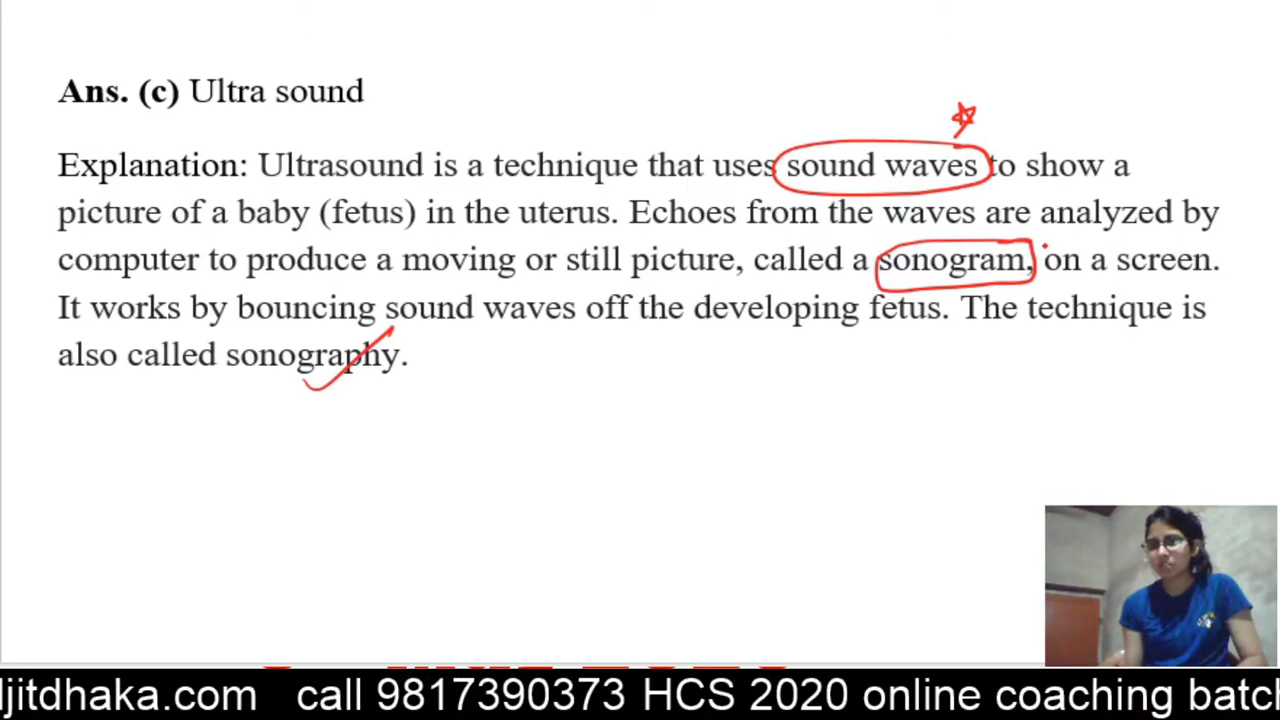 Ans. (c) Ultra sound
Explanation: Ultrasound is a technique that uses sound waves to show a
picture of a baby (fetus) in the uterus. Echoes from the waves are analyzed by
computer to produce a moving or still picture, called a sonogram, on a screen.
It works by bouncing sound waves off the developing fetus. The technique is
also called sonography.
ljitdhaka.com call 9817390373 HCS 2020 online coaching batch